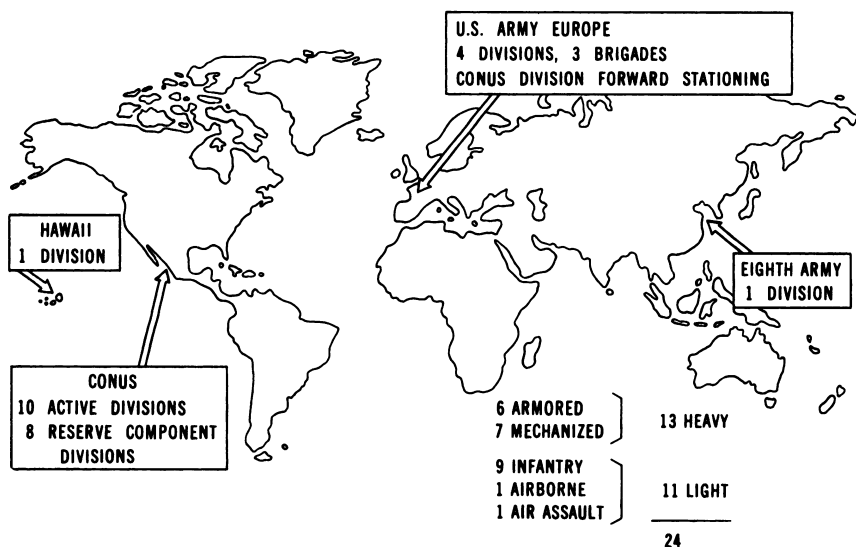 U.S. ARMY EUROPE
4 DIVISIONS, 3 BRIGADES
CONUS DIVISION FORWARD STATIONING
HAWAII
1 DIVISION
EIGHTH ARMY
1 DIVISION
CONUS
10 ACTIVE DIVISIONS
8 RESERVE COMPONENT
DIVISIONS
6 ARMORED
7 MECHANIZED
13 HEAVY
9 INFANTRY
1 AIRBORNE
1 AIR ASSAULT
11 LIGHT
24